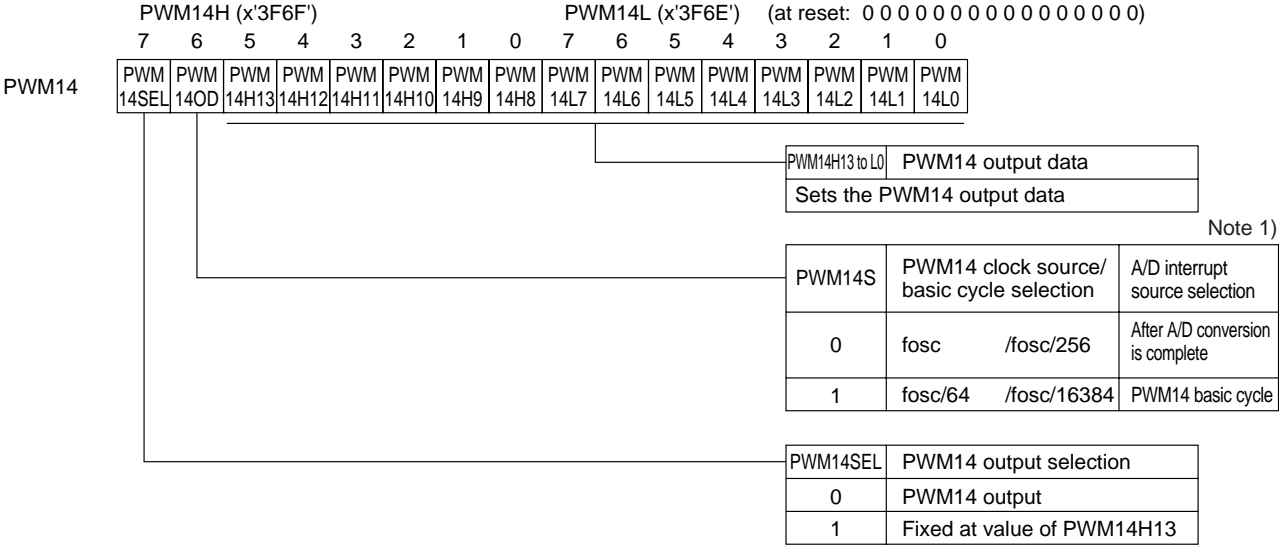 PWM14H (x'3F6F') PWM14L (x'3F6E') (at reset: 0 0 0 0 0 0 0 0 0 0 0 0 0 0 0 0)
7 6 5 4 3 2 1 0 7 6 5 4 3 2 1 0
PWM14 PWM PWM PWM PWM PWM PWM PWM PWM PWM PWM PWM PWM PWM PWM PWM PWM
14SEL 14OD 14H13 14H12 14H11 14H10 14H9 14H8 14L7 14L6 14L5 14L4 14L3 14L2 14L1 14L0
PWM14H13 to L0 PWM14 output data
Sets the PWM14 output data
Note 1)
PWM14S PWM14 clock source/ A/D interrupt
basic cycle selection source selection
0 fosc /fosc/256 After A/D conversion
is complete
1 fosc/64 /fosc/16384 PWM14 basic cycle
PWM14SEL PWM14 output selection
0 PWM14 output
1 Fixed at value of PWM14H13